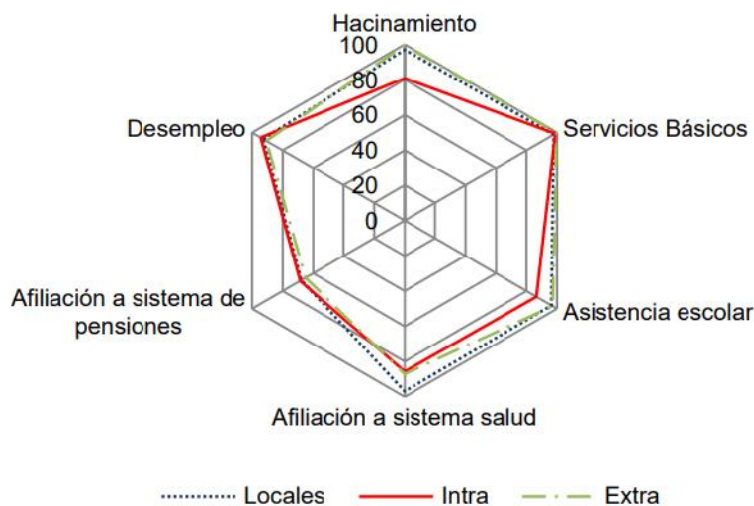 Hacinamiento
100
80
60
40
20
0
Desempleo
Servicios Básicos
Afiliación a sistema de
pensiones
Asistencia escolar
Afiliación a sistema salud
Locales
Intra
Extra